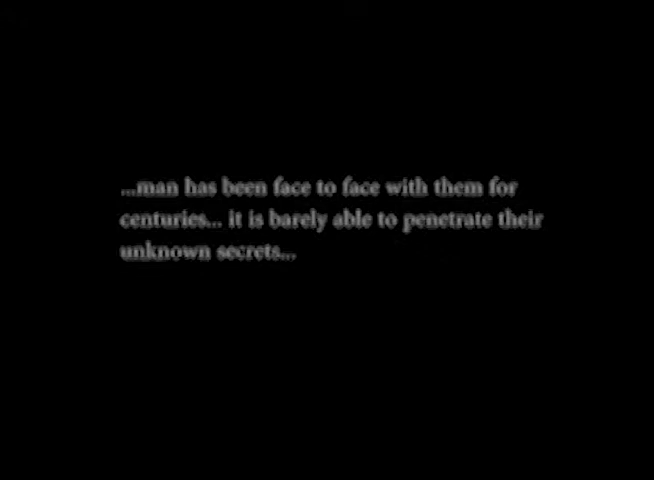 ...man has been face to face with them for
centuries... it is barely able to penetrate their
unknown secrets...